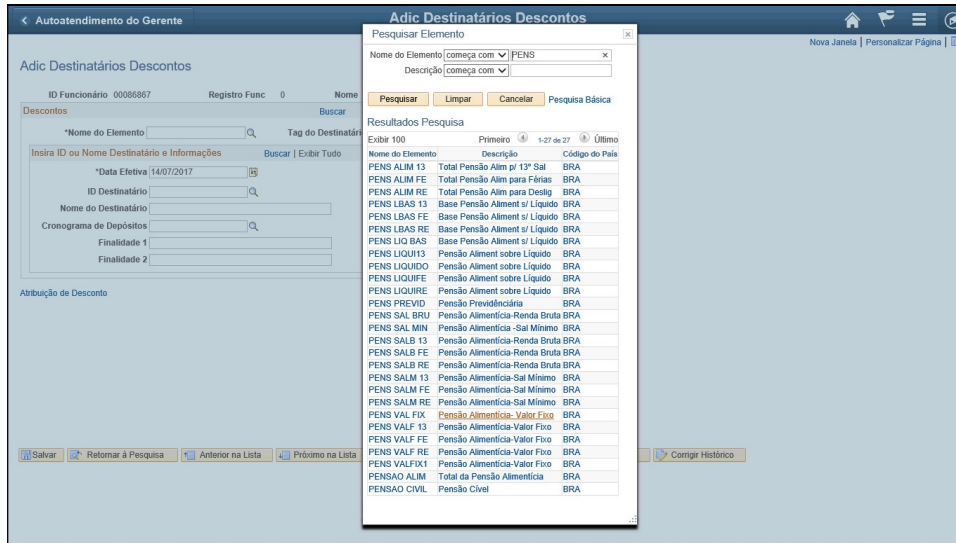 Autoatendimento do Gerente
Adic Destinatários Descontos
Nova Janela | Personalizar Página |
Adic Destinatários Descontos
ID Funcionário 00086867 Registro Func 0 Nome
Descontos Buscar
*Nome do Elemento Tag do Destinatári
Insira ID ou Nome Destinatário e Informações Buscar | Exibir Tudo
*Data Efetiva 14/07/2017
ID Destinatário
Nome do Destinatário
Cronograma de Depósitos
Finalidade 1
Finalidade 2
Atribuição de Desconto
Salvar Retornar à Pesquisa Anterior na Lista Próximo na Lista Corrigir Histórico
Pesquisar Elemento
Nome do Elemento começa com PENS
Descrição começa com
Pesquisar Limpar Cancelar Pesquisa Básica
Resultados Pesquisa
Exibir 100 Primeiro 1-27 de 27 Último
Nome do Elemento Descrição Código do País
PENS ALIM 13 Total Pensão Alim p/ 13º Sal BRA
PENS ALIM FE Total Pensão Alim para Férias BRA
PENS ALIM RE Total Pensão Alim para Deslig BRA
PENS LBAS 13 Base Pensão Aliment s/ Líquido BRA
PENS LBAS FE Base Pensão Aliment s/ Líquido BRA
PENS LBAS RE Base Pensão Aliment s/ Líquido BRA
PENS LIQ BAS Base Pensão Aliment s/ Líquido BRA
PENS LIQUI13 Pensão Aliment sobre Líquido BRA
PENS LIQUIDO Pensão Aliment sobre Líquido BRA
PENS LIQUIFE Pensão Aliment sobre Líquido BRA
PENS LIQUIRE Pensão Aliment sobre Líquido BRA
PENS PREVID Pensão Previdênciária BRA
PENS SAL BRU Pensão Alimentícia-Renda Bruta BRA
PENS SAL MIN Pensão Alimentícia -Sal Mínimo BRA
PENS SALB 13 Pensão Alimentícia-Renda Bruta BRA
PENS SALB FE Pensão Alimentícia-Renda Bruta BRA
PENS SALB RE Pensão Alimentícia-Renda Bruta BRA
PENS SALM 13 Pensão Alimentícia-Sal Mínimo BRA
PENS SALM FE Pensão Alimentícia-Sal Mínimo BRA
PENS SALM RE Pensão Alimentícia-Sal Mínimo BRA
PENS VAL FIX Pensão Alimentícia- Valor Fixo BRA
PENS VALF 13 Pensão Alimentícia-Valor Fixo BRA
PENS VALF FE Pensão Alimentícia-Valor Fixo BRA
PENS VALF RE Pensão Alimentícia-Valor Fixo BRA
PENS VALFIX1 Pensão Alimentícia-Valor Fixo BRA
PENSAO ALIM Total da Pensão Alimentícia BRA
PENSAO CIVIL Pensão Cível BRA